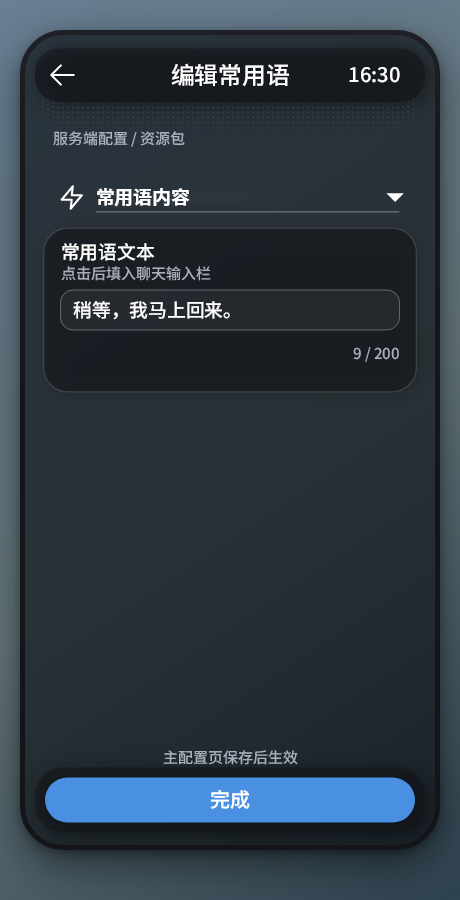 编辑常用语
16:30
服务端配置 / 资源包
常用语内容
常用语文本
点击后填入聊天输入栏
稍等，我马上回来。
9 / 200
主配置页保存后生效
完成